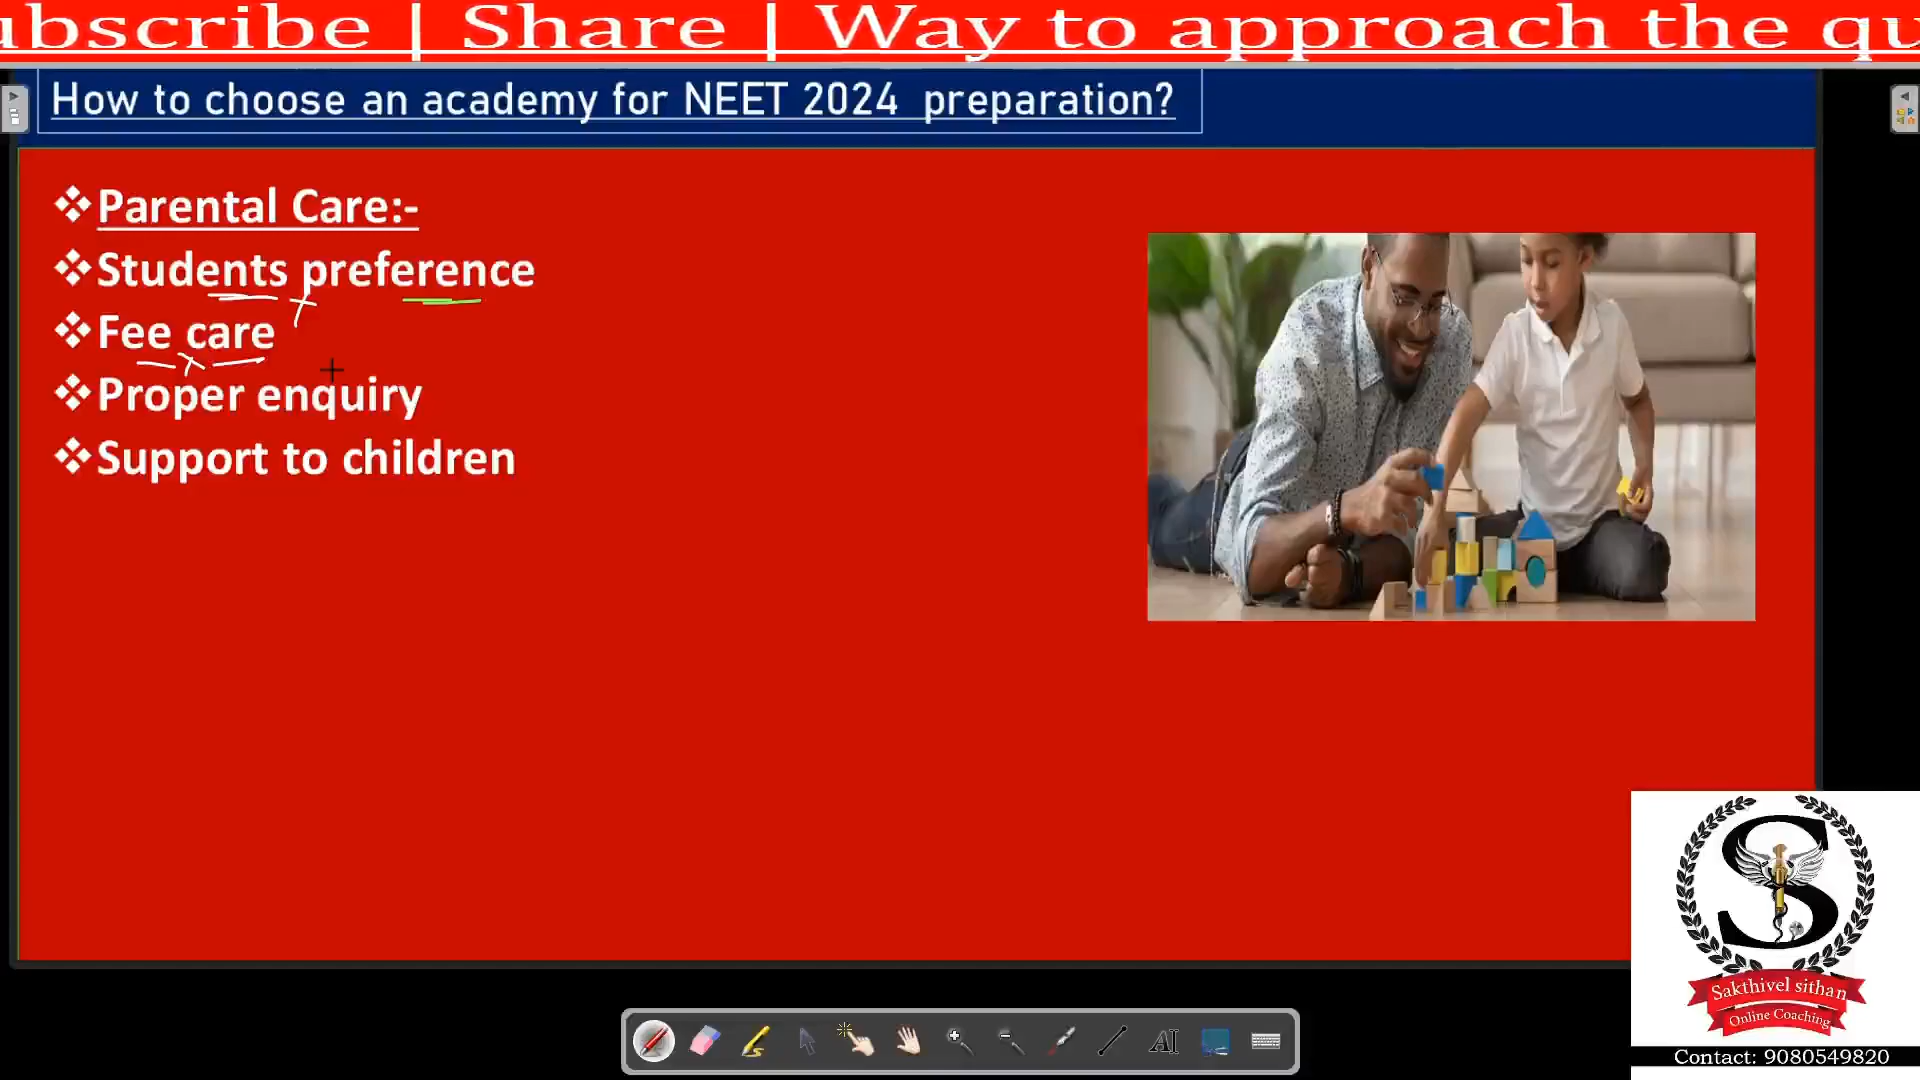 ubscribe | Share | Way to approach the qu
How to choose an academy for NEET 2024 preparation?
❖Parental Care:-
❖Students preference
❖Fee care
❖Proper enquiry
❖Support to children
S
Sakthivel sithan
Online Coaching
Contact: 9080549820
AI